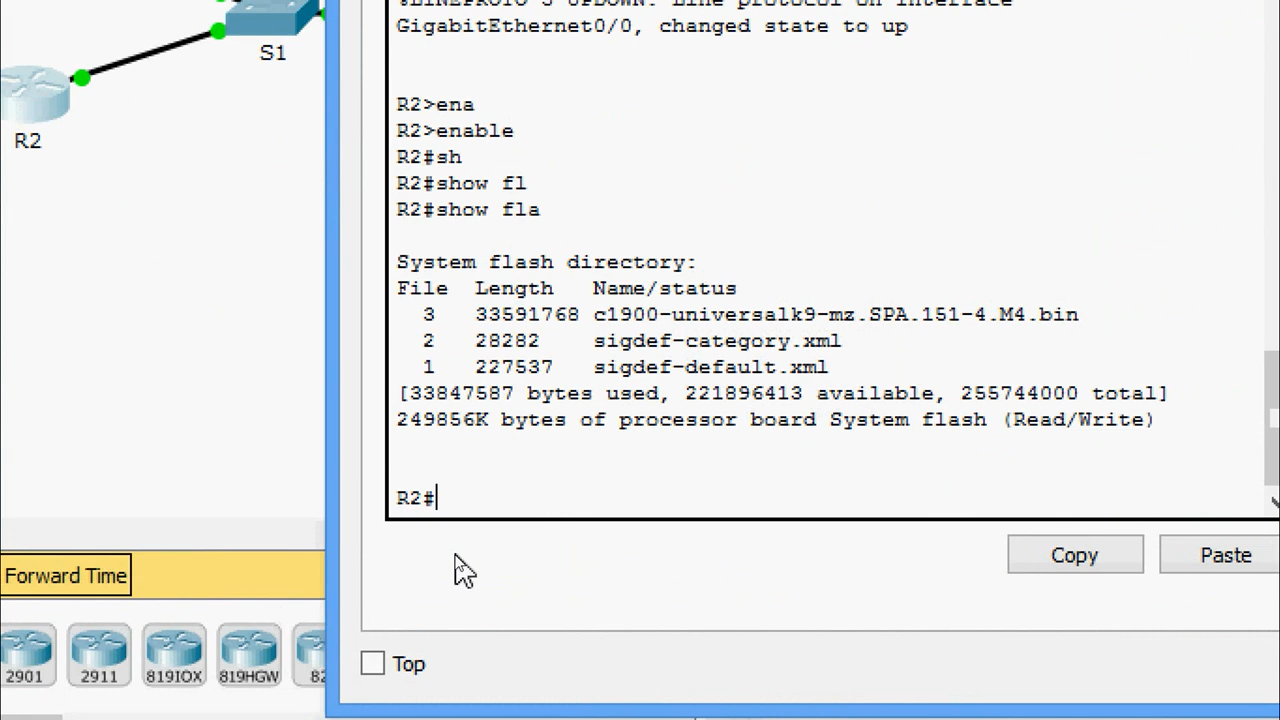 S1
R2
GigabitEthernet0/0, changed state to up
R2>ena
R2>enable
R2#sh
R2#show fl
R2#show fla
System flash directory:
File Length Name/status
3 33591768 c1900-universalk9-mz.SPA.151-4.M4.bin
2 28282 sigdef-category.xml
1 227537 sigdef-default.xml
[33847587 bytes used, 221896413 available, 255744000 total]
249856K bytes of processor board System flash (Read/Write)
R2#
Copy Paste
Forward Time
2901 2911 819IOX 819HGW
Top